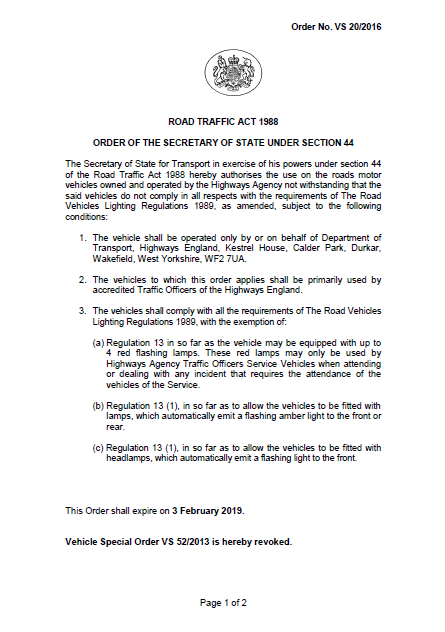 Order No. VS 20/2016
ROAD TRAFFIC ACT 1988
ORDER OF THE SECRETARY OF STATE UNDER SECTION 44
The Secretary of State for Transport in exercise of his powers under section 44
of the Road Traffic Act 1988 hereby authorises the use on the roads motor
vehicles owned and operated by the Highways Agency not withstanding that the
said vehicles do not comply in all respects with the requirements of The Road
Vehicles Lighting Regulations 1989, as amended, subject to the following
conditions:
1. The vehicle shall be operated only by or on behalf of Department of
Transport, Highways England, Kestrel House, Calder Park, Durkar,
Wakefield, West Yorkshire, WF2 7UA.
2. The vehicles to which this order applies shall be primarily used by
accredited Traffic Officers of the Highways England.
3. The vehicles shall comply with all the requirements of The Road Vehicles
Lighting Regulations 1989, with the exemption of:
(a) Regulation 13 in so far as the vehicle may be equipped with up to
4 red flashing lamps. These red lamps may only be used by
Highways Agency Traffic Officers Service Vehicles when attending
or dealing with any incident that requires the attendance of the
vehicles of the Service.
(b) Regulation 13 (1), in so far as to allow the vehicles to be fitted with
lamps, which automatically emit a flashing amber light to the front or
rear.
(c) Regulation 13 (1), in so far as to allow the vehicles to be fitted with
headlamps, which automatically emit a flashing light to the front.
This Order shall expire on 3 February 2019.
Vehicle Special Order VS 52/2013 is hereby revoked.
Page 1 of 2